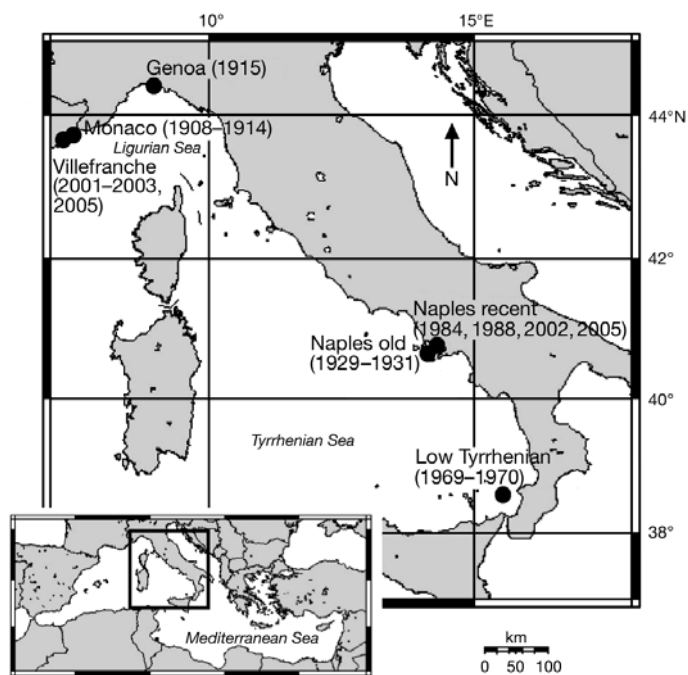 10°
15°E
Genoa (1915)
44°N
Monaco (1908–1914)
Ligurian Sea
N
Villefranche
(2001–2003,
2005)
42°
Naples recent
(1984, 1988, 2002, 2005)
Naples old
(1929–1931)
40°
Tyrrhenian Sea
Low Tyrrhenian
(1969–1970)
38°
Mediterranean Sea
km
0 50 100